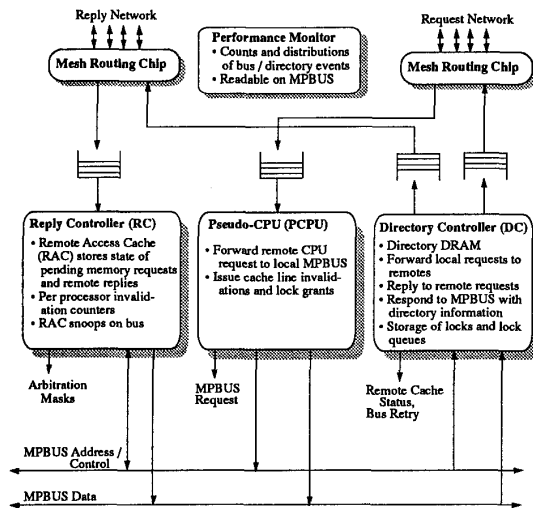 Reply Network
Mesh Routing Chip
Performance Monitor
• Counts and distributions
of bus / directory events
• Readable on MPBUS
Request Network
Mesh Routing Chip
Reply Controller (RC)
• Remote Access Cache
(RAC) stores state of
pending memory requests
and remote replies
• Per processor invalid-
ation counters
• RAC snoops on bus
Pseudo-CPU (PCPU)
• Forward remote CPU
request to local MPBUS
• Issue cache line invalid-
ations and lock grants
Directory Controller (DC)
• Directory DRAM
• Forward local requests to
remotes
• Reply to remote requests
• Respond to MPBUS with
directory information
• Storage of locks and lock
queues
Arbitration
Masks
MPBUS
Request
Remote Cache
Status,
Bus Retry
MPBUS Address /
Control
MPBUS Data